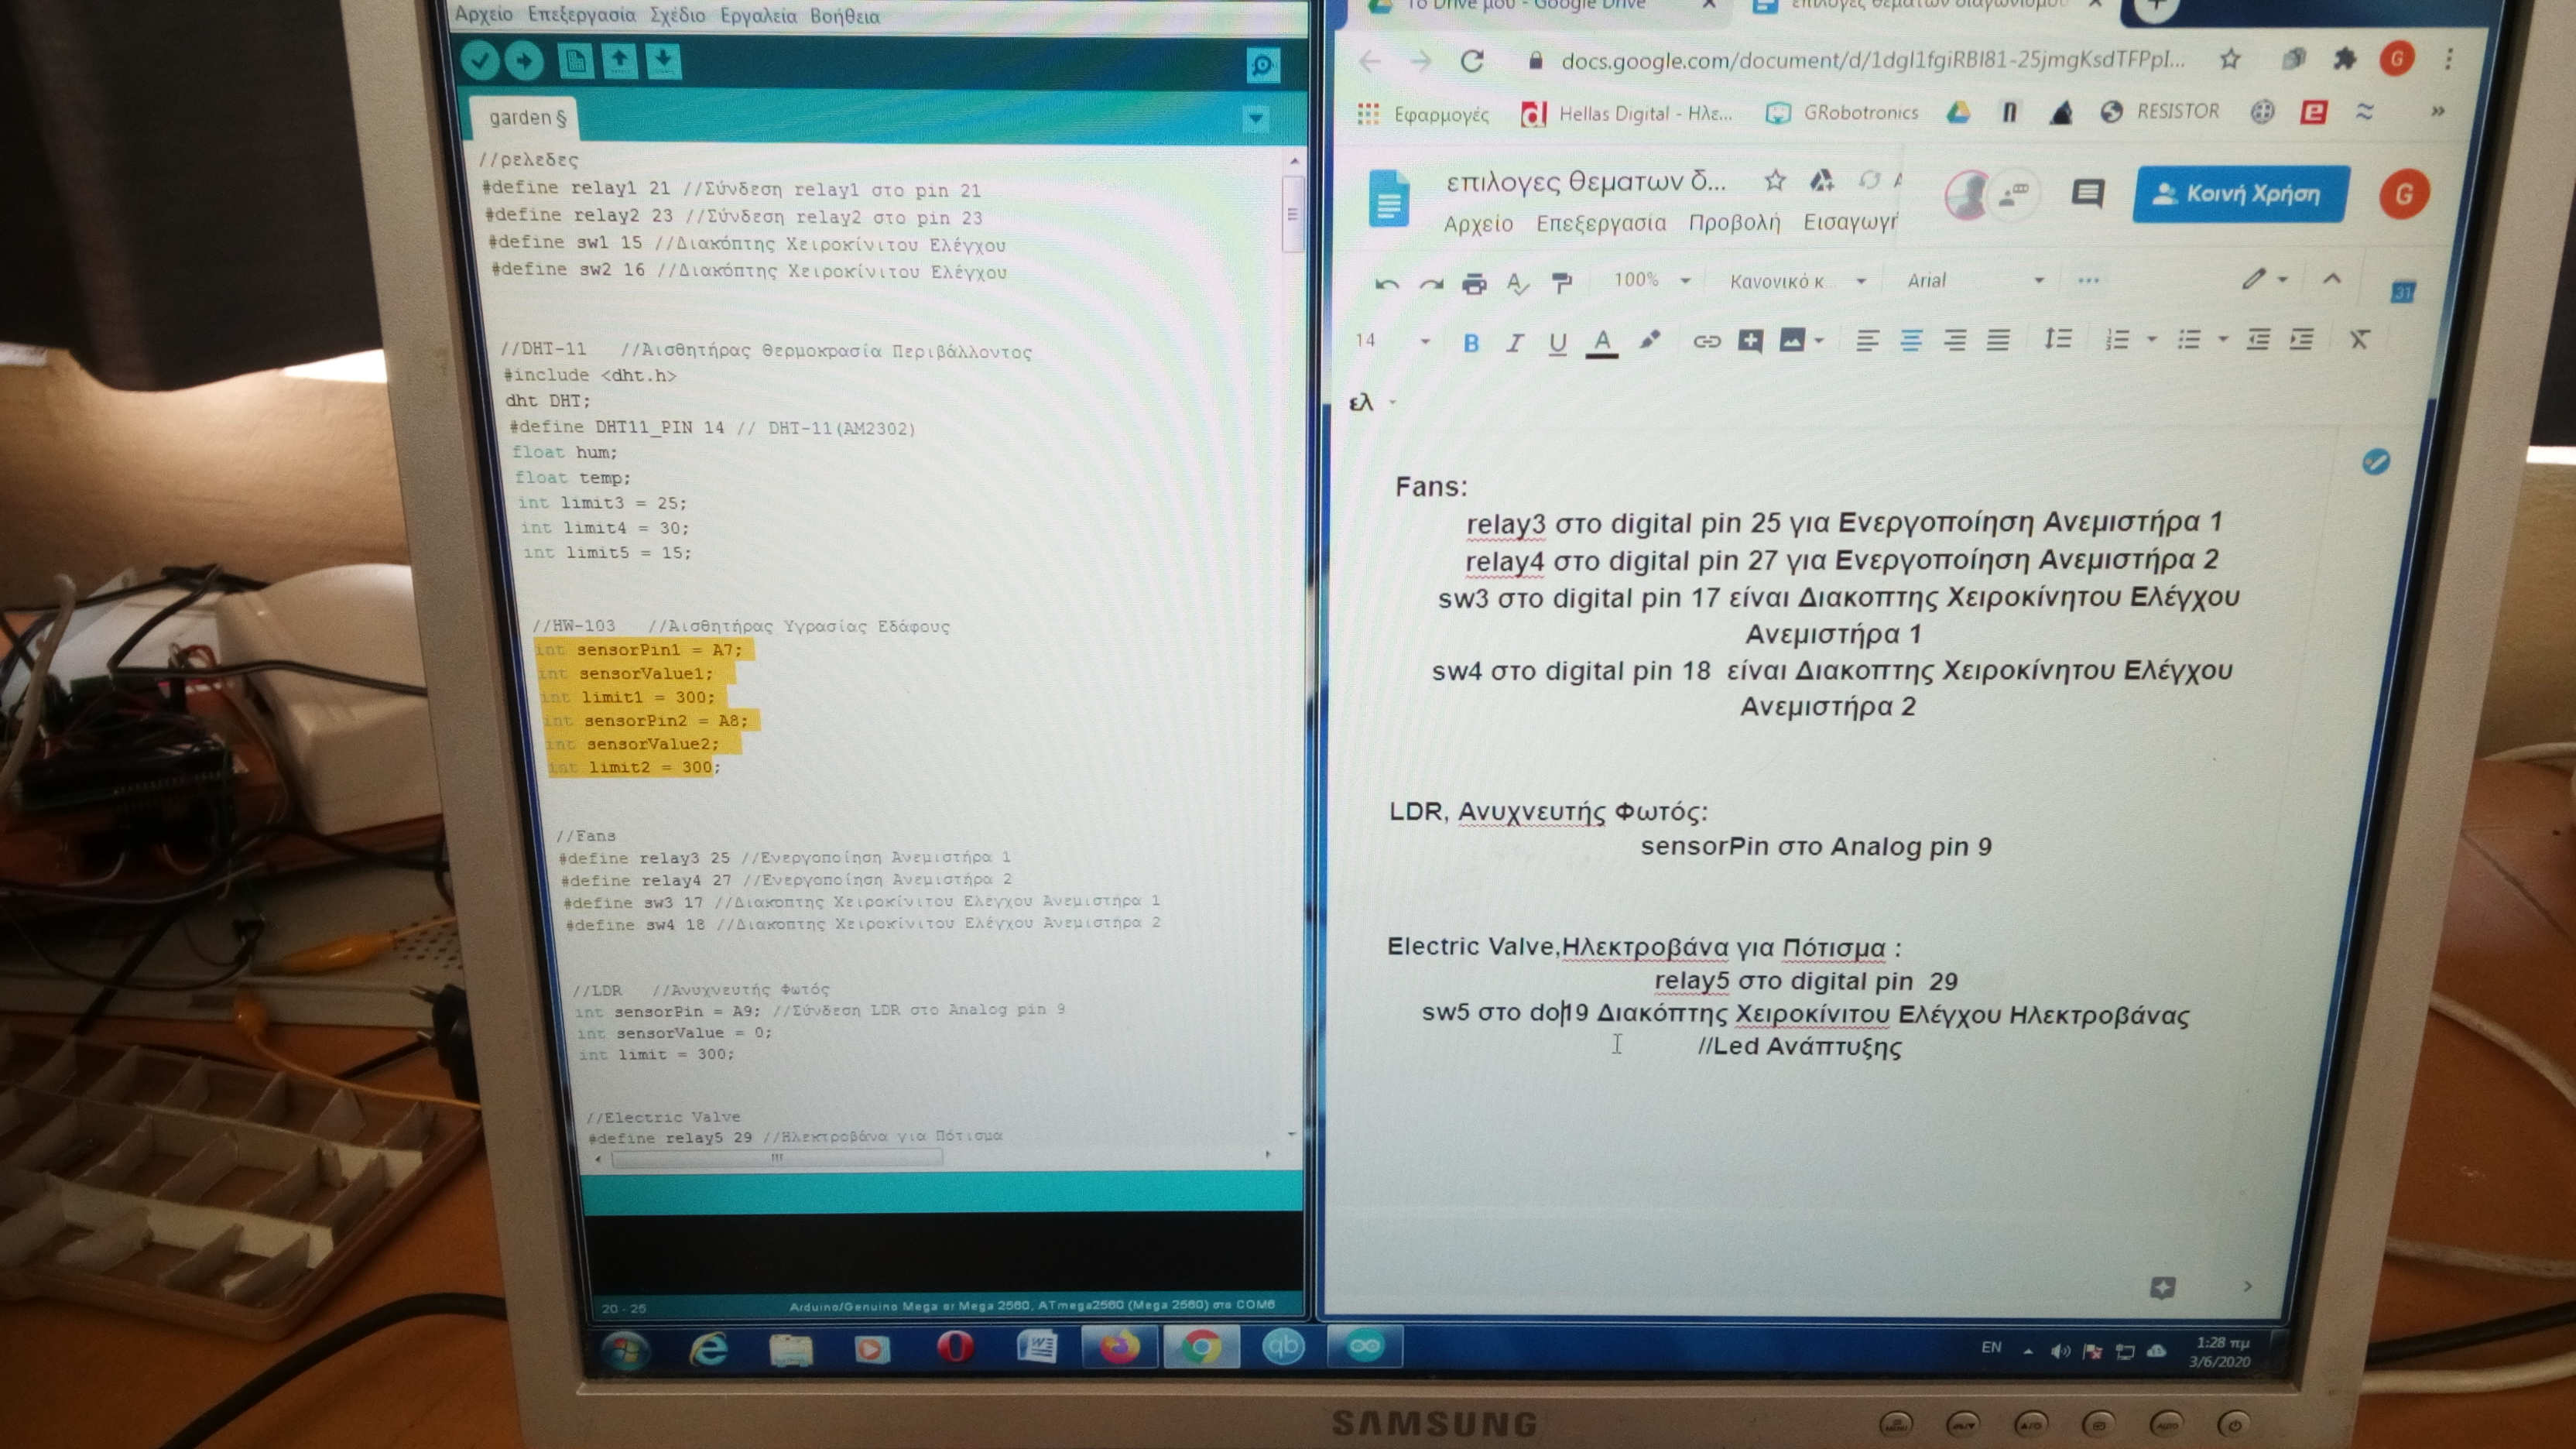 Αρχείο Επεξεργασία Σχέδιο Εργαλεία Βοήθεια
garden §
//ρελεδες
#define relay1 21 //Σύνδεση relay1 στο pin 21
#define relay2 23 //Σύνδεση relay2 στο pin 23
#define sw1 15 //Διακόπτης Χειροκίνιτου Ελέγχου
#define sw2 16 //Διακόπτης Χειροκίνιτου Ελέγχου
//DHT-11 //Αισθητήρας Θερμοκρασία Περιβάλλοντος
#include <dht.h>
dht DHT;
#define DHT11_PIN 14 // DHT-11(AM2302)
float hum;
float temp;
int limit3 = 25;
int limit4 = 30;
int limit5 = 15;
//HW-103 //Αισθητήρας Υγρασίας Εδάφους
int sensorPin1 = A7;
int sensorValue1;
int limit1 = 300;
int sensorPin2 = A8;
int sensorValue2;
int limit2 = 300;
//Fans
#define relay3 25 //Ενεργοποίηση Ανεμιστήρα 1
#define relay4 27 //Ενεργοποίηση Ανεμιστήρα 2
#define sw3 17 //Διακοπτης Χειροκίνιτου Ελέγχου Ανεμιστήρα 1
#define sw4 18 //Διακοπτης Χειροκίνιτου Ελέγχου Ανεμιστήρα 2
//LDR //Ανυχνευτής Φωτός
int sensorPin = A9; //Σύνδεση LDR στο Analog pin 9
int sensorValue = 0;
int limit = 300;
//Electric Valve
#define relay5 29 //Ηλεκτροβάνα για Πότισμα
20 - 25 Arduino/Genuino Mega or Mega 2560, ATmega2560 (Mega 2560) στο COM6
Το Drive μου - Google Drive επιλογες θεματων διαγωνισμου
docs.google.com/document/d/1dgl1fgiRBI81-25jmgKsdTFPpI...
G
Εφαρμογές Hellas Digital - Ηλε... GRobotronics RESISTOR
επιλογες θεματων δ...
Κοινή Χρήση
G
Αρχείο Επεξεργασία Προβολή Εισαγωγή
100% Κανονικό κ... Arial
31
14 B I U A
ελ
Fans:
relay3 στο digital pin 25 για Ενεργοποίηση Ανεμιστήρα 1
relay4 στο digital pin 27 για Ενεργοποίηση Ανεμιστήρα 2
sw3 στο digital pin 17 είναι Διακοπτης Χειροκίνητου Ελέγχου
Ανεμιστήρα 1
sw4 στο digital pin 18 είναι Διακοπτης Χειροκίνητου Ελέγχου
Ανεμιστήρα 2
LDR, Ανυχνευτής Φωτός:
sensorPin στο Analog pin 9
Electric Valve,Ηλεκτροβάνα για Πότισμα :
relay5 στο digital pin 29
sw5 στο do19 Διακόπτης Χειροκίνιτου Ελέγχου Ηλεκτροβάνας
//Led Ανάπτυξης
qb
EN
1:28 πμ
3/6/2020
SAMSUNG